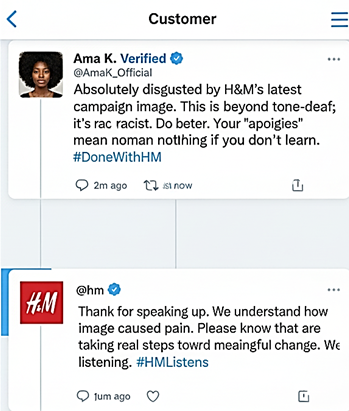 Customer
Ama K. Verified
@AmaK_Official
Absolutely disgusted by H&M's latest
campaign image. This is beyond tone-deaf;
it's rac racist. Do beter. Your "apoigies"
mean noman nothing if you don't learn.
#DoneWithHM
2m ago
now
H&M
@hm
Thank for speaking up. We understand how
image caused pain. Please know that are
taking real steps towrd meaingful change. We
listening. #HMListens
ago